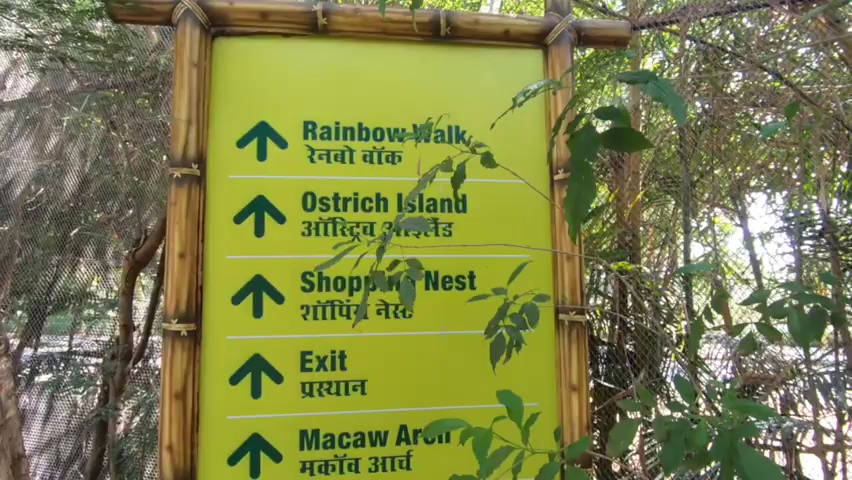 Rainbow Walk
रेनबो वॉक
Ostrich Island
ऑस्ट्रिच आइलैंड
Shopping Nest
शॉपिंग नेस्ट
Exit
प्रस्थान
Macaw Arch
मकॉव आर्च